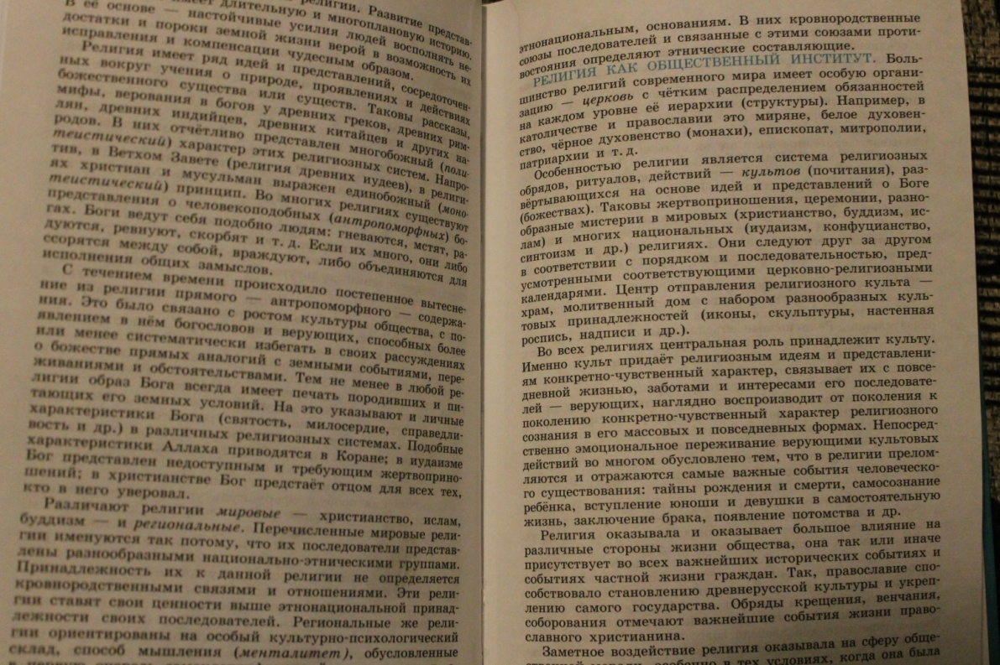 религии. Развитие представ-
имеет длительную и многоплановую историю.
В её основе — настойчивые усилия людей восполнять не-
достатки и пороки земной жизни верой в возможность их
исправления и компенсации чудесным образом.
Религия имеет ряд идей и представлений, сосредоточен-
ных вокруг учения о природе, проявлениях и действиях
божественного существа или существ. Таковы рассказы,
мифы, верования в богов у древних греков, древних рим-
лян, древних индийцев, древних китайцев и других на-
родов. В них отчётливо представлен многобожный (поли-
теистический) характер этих религиозных систем. Напро-
тив, в Ветхом Завете (религия древних иудеев), в религи-
ях христиан и мусульман выражен единобожный (моно-
теистический) принцип. Во многих религиях существуют
представления о человекоподобных (антропоморфных) бо-
гах. Боги ведут себя подобно людям: гневаются, мстят, ра-
дуются, ревнуют, скорбят и т. д. Если их много, они либо
ссорятся между собой, враждуют, либо объединяются для
исполнения общих замыслов.
С течением времени происходило постепенное вытесне-
ние из религии прямого — антропоморфного — содержа-
ния. Это было связано с ростом культуры общества, с по-
явлением в нём богословов и верующих, способных более
или менее систематически избегать в своих рассуждениях
о божестве прямых аналогий с земными событиями, пере-
живаниями и обстоятельствами. Тем не менее в любой ре-
лигии образ Бога всегда имеет печать породивших и пи-
тающих его земных условий. На это указывают и личные
характеристики Бога (святость, милосердие, справедли-
вость и др.) в различных религиозных системах. Подобные
характеристики Аллаха приводятся в Коране; в иудаизме
Бог представлен недоступным и требующим жертвоприно-
шений; в христианстве Бог предстаёт отцом для всех тех,
кто в него уверовал.
Различают религии мировые — христианство, ислам,
буддизм — и региональные. Перечисленные мировые рели-
гии именуются так потому, что их последователи представ-
лены разнообразными национально-этническими группами.
Принадлежность их к данной религии не определяется
кровнородственными связями и отношениями. Эти рели-
гии ставят свои ценности выше этнонациональной принад-
лежности своих последователей. Региональные же рели-
гии ориентированы на особый культурно-психологический
склад, способ мышления (менталитет), обусловленные
этнонациональным, основаниям. В них кровнородственные
союзы последователей и связанные с этими союзами проти-
востояния определяют этнические составляющие.
РЕЛИГИЯ КАК ОБЩЕСТВЕННЫЙ ИНСТИТУТ. Боль-
шинство религий современного мира имеет особую органи-
зацию — церковь с чётким распределением обязанностей
на каждом уровне её иерархии (структуры). Например, в
католичестве и православии это миряне, белое духовен-
ство, чёрное духовенство (монахи), епископат, митрополии,
патриархии и т. д.
Особенностью религии является система религиозных
обрядов, ритуалов, действий — культов (почитания), раз-
вёртывающихся на основе идей и представлений о Боге
(божествах). Таковы жертвоприношения, церемонии, разно-
образные мистерии в мировых (христианство, буддизм, ис-
лам) и многих национальных (иудаизм, конфуцианство,
синтоизм и др.) религиях. Они следуют друг за другом
в соответствии с порядком и последовательностью, пред-
усмотренными соответствующими церковно-религиозными
календарями. Центр отправления религиозного культа —
храм, молитвенный дом с набором разнообразных куль-
товых принадлежностей (иконы, скульптуры, настенная
роспись, надписи и др.).
Во всех религиях центральная роль принадлежит культу.
Именно культ придаёт религиозным идеям и представлени-
ям конкретно-чувственный характер, связывает их с повсе-
дневной жизнью, заботами и интересами его последовате-
лей — верующих, наглядно воспроизводит от поколения к
поколению конкретно-чувственный характер религиозного
сознания в его массовых и повседневных формах. Непосред-
ственно эмоциональное переживание верующими культовых
действий во многом обусловлено тем, что в религии прелом-
ляются и отражаются самые важные события человеческо-
го существования: тайны рождения и смерти, самосознание
ребёнка, вступление юноши и девушки в самостоятельную
жизнь, заключение брака, появление потомства и др.
Религия оказывала и оказывает большое влияние на
различные стороны жизни общества, она так или иначе
присутствует во всех важнейших исторических событиях и
событиях частной жизни граждан. Так, православие спо-
собствовало становлению древнерусской культуры и укреп-
лению самого государства. Обряды крещения, венчания,
соборования отмечают важнейшие события жизни право-
славного христианина.
Заметное воздействие религия оказывала на сферу обще-
особенно в тех условиях, когда она была